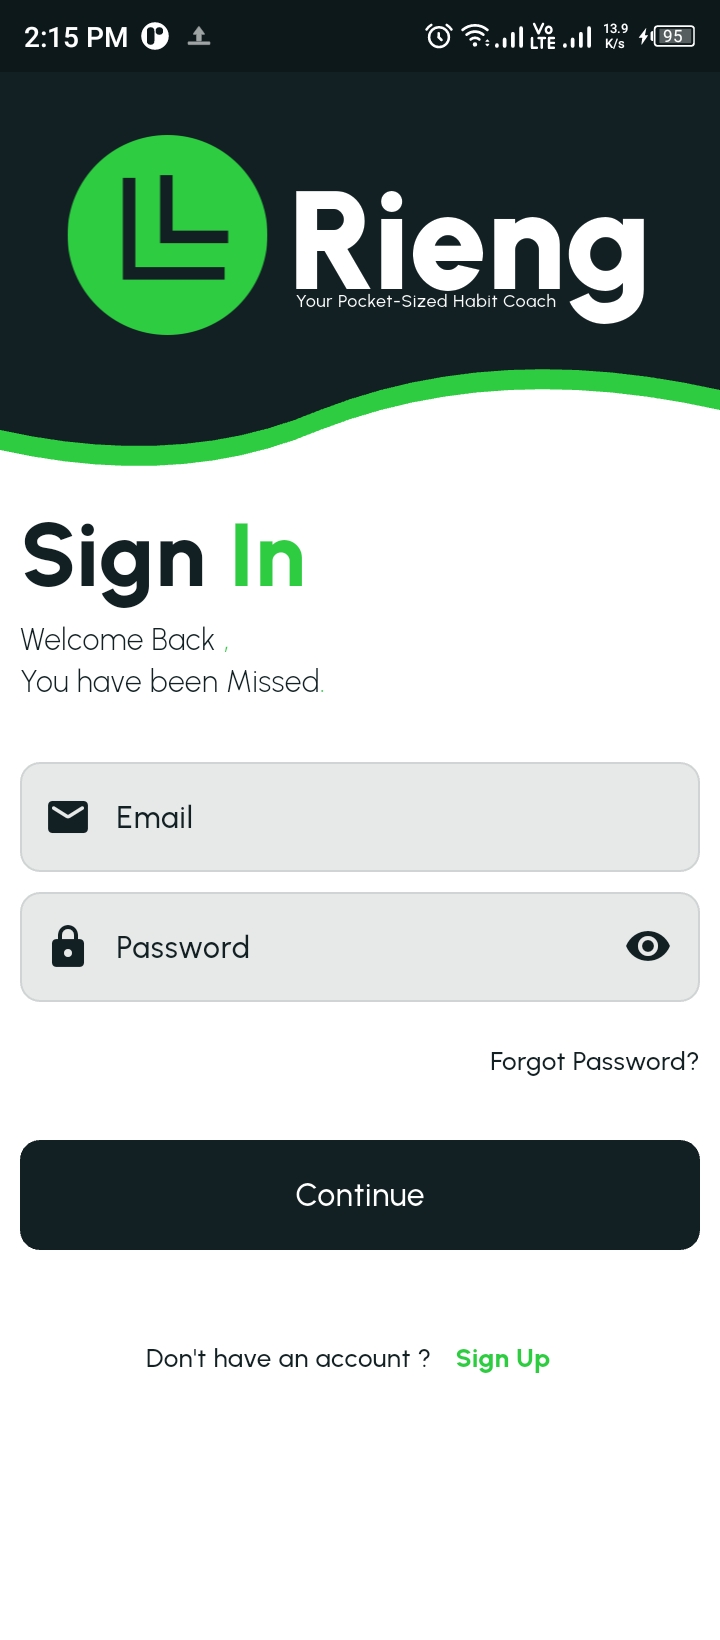 2:15 PM
Vo LTE
13.9 K/s
95
Rieng
Your Pocket-Sized Habit Coach
Sign In
Welcome Back ,
You have been Missed.
Email
Password
Forgot Password?
Continue
Don't have an account ? Sign Up